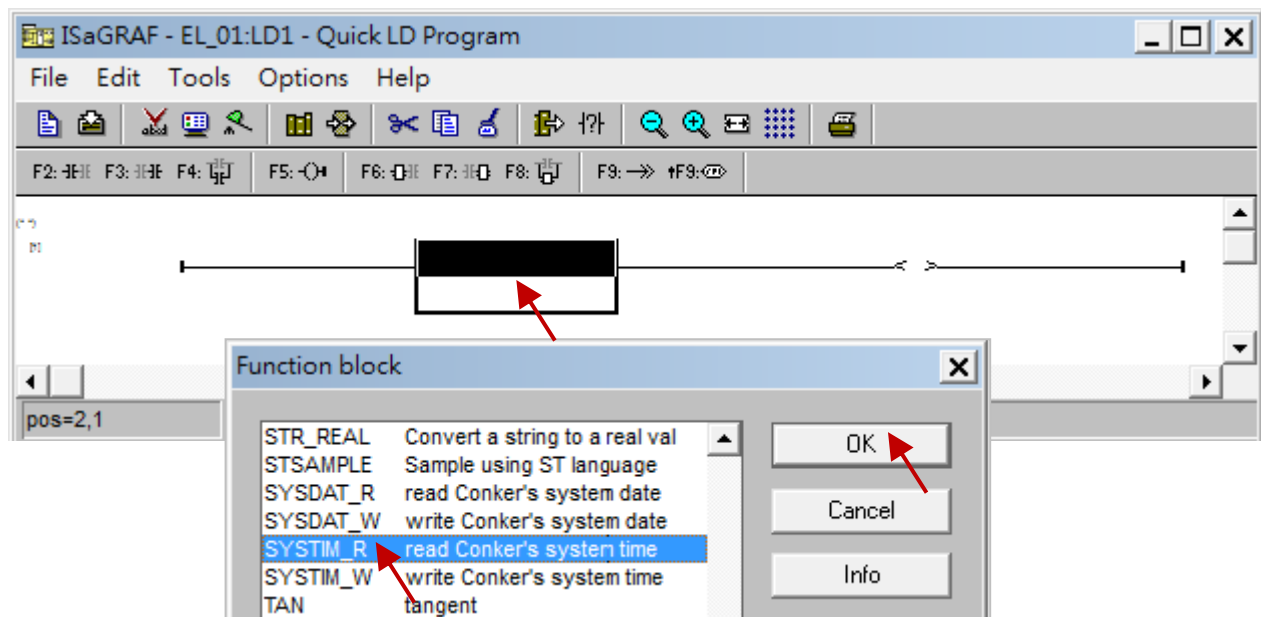 ISaGRAF - EL_01:LD1 - Quick LD Program
File Edit Tools Options Help
F2: F3: F4: F5: F6: F7: F8: F9: F9:
pos=2,1
Function block
STR_REAL Convert a string to a real val
STSAMPLE Sample using ST language
SYSDAT_R read Conker's system date
SYSDAT_W write Conker's system date
SYSTIM_R read Conker's system time
SYSTIM_W write Conker's system time
TAN tangent
OK
Cancel
Info